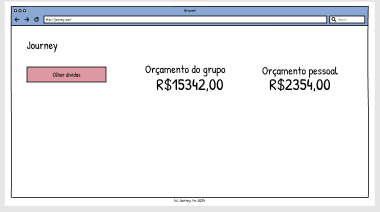 Browser
http://journey.com/
Search
Journey
Olhar dívidas
Orçamento do grupo
R$15342,00
Orçamento pessoal
R$2354,00
(c) Journey, Inc. 2024